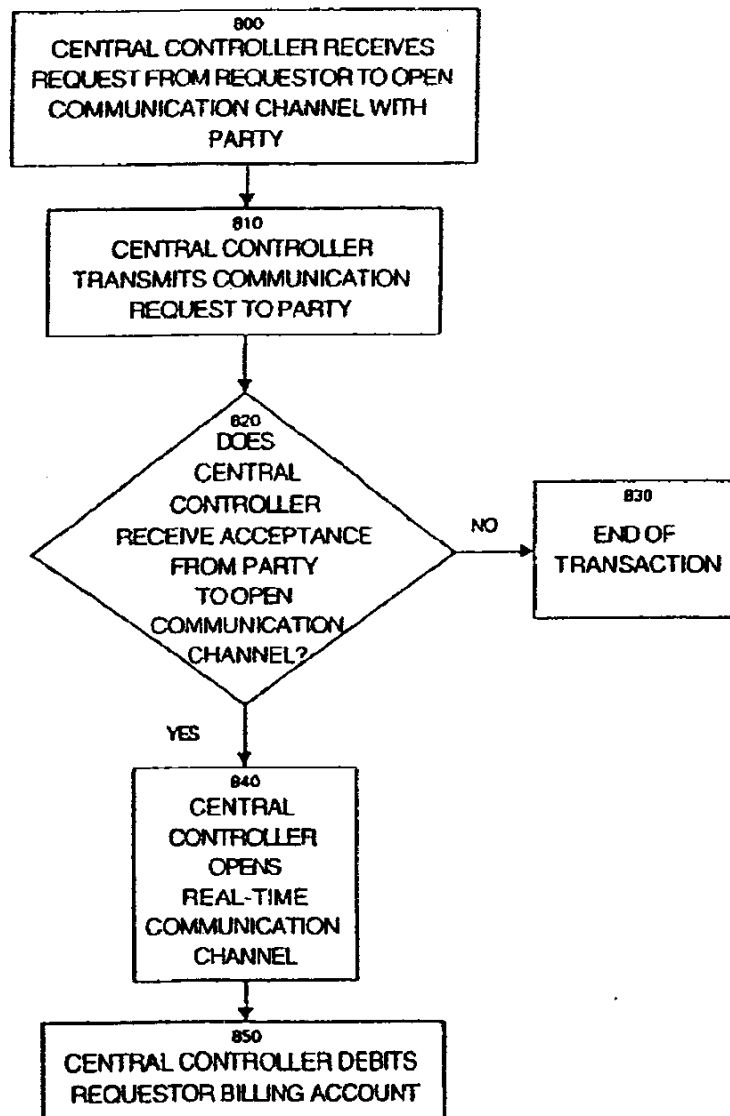 800
CENTRAL CONTROLLER RECEIVES
REQUEST FROM REQUESTOR TO OPEN
COMMUNICATION CHANNEL WITH
PARTY
810
CENTRAL CONTROLLER
TRANSMITS COMMUNICATION
REQUEST TO PARTY
820
DOES
CENTRAL
CONTROLLER
RECEIVE ACCEPTANCE
FROM PARTY
TO OPEN
COMMUNICATION
CHANNEL?
NO
830
END OF
TRANSACTION
YES
840
CENTRAL
CONTROLLER
OPENS
REAL-TIME
COMMUNICATION
CHANNEL
850
CENTRAL CONTROLLER DEBITS
REQUESTOR BILLING ACCOUNT